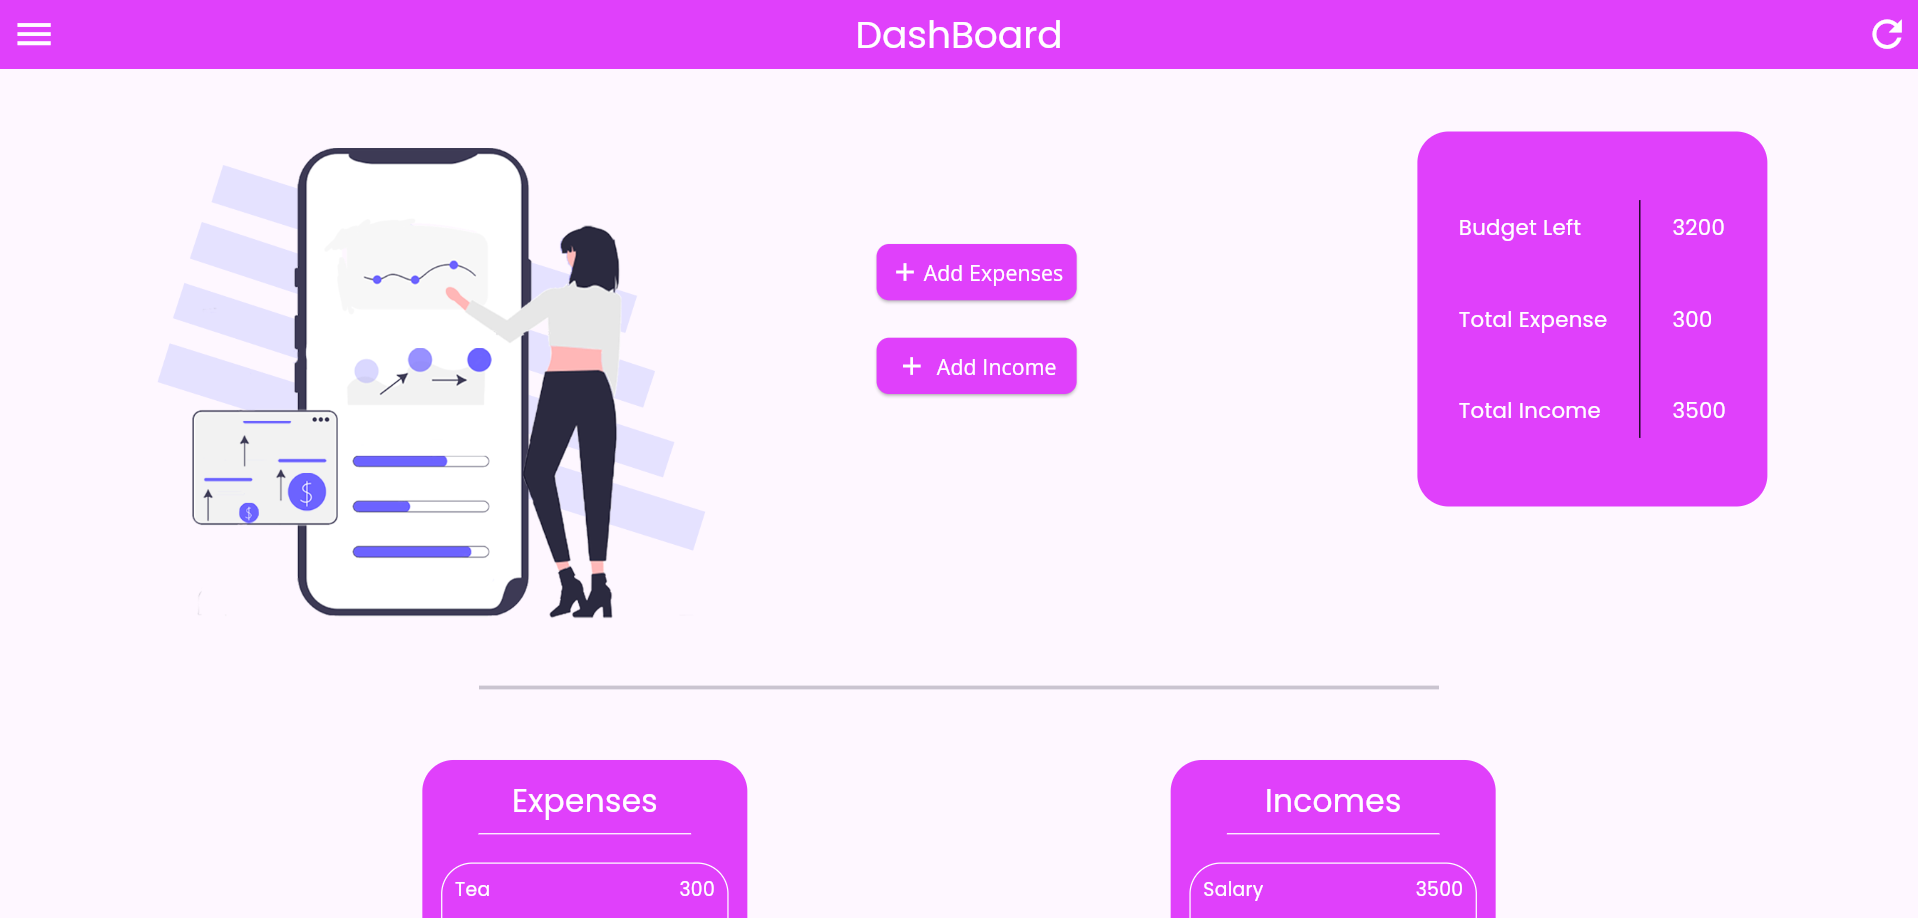 DashBoard
+ Add Expenses
+ Add Income
Budget Left 3200
Total Expense 300
Total Income 3500
$
$
Expenses
Tea 300
Incomes
Salary 3500